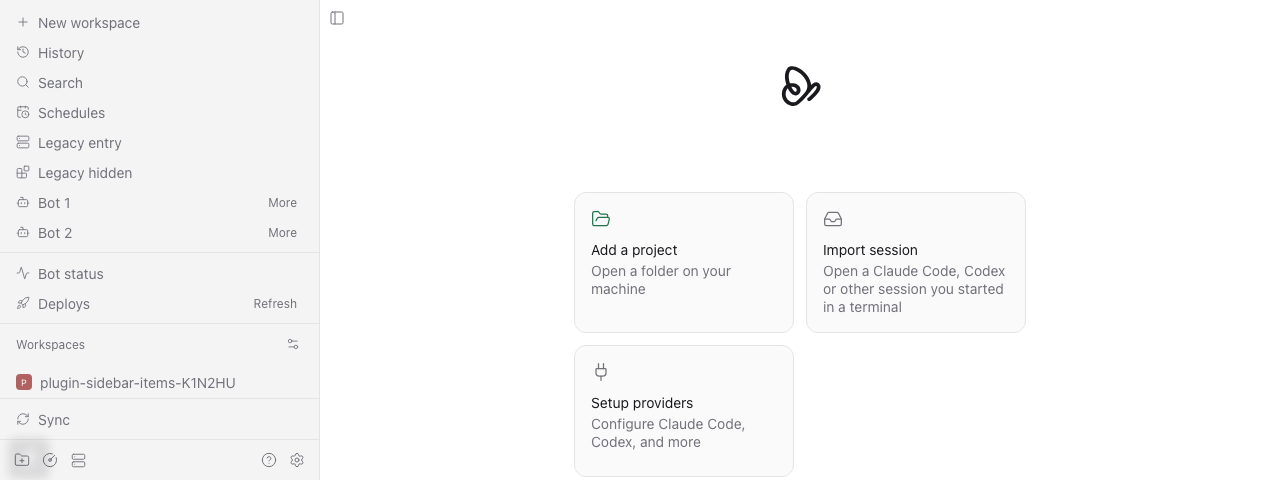 New workspace
History
Search
Schedules
Legacy entry
Legacy hidden
Bot 1 More
Bot 2 More
Bot status
Deploys Refresh
Workspaces
P plugin-sidebar-items-K1N2HU
Sync
Add a project
Open a folder on your
machine
Import session
Open a Claude Code, Codex
or other session you started
in a terminal
Setup providers
Configure Claude Code,
Codex, and more